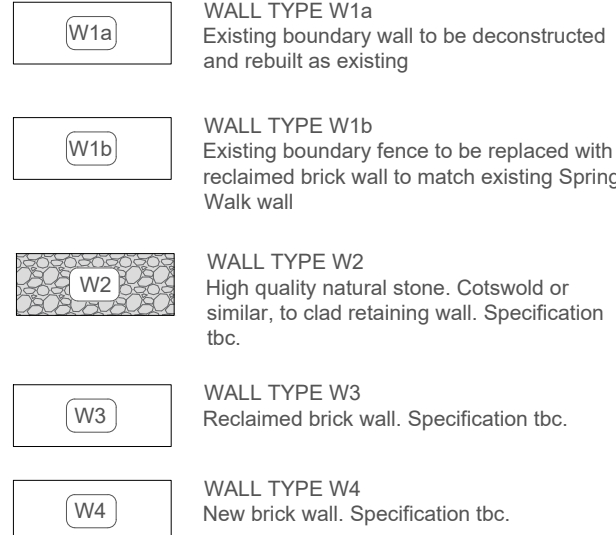 W1a
WALL TYPE W1a
Existing boundary wall to be deconstructed
and rebuilt as existing
W1b
WALL TYPE W1b
Existing boundary fence to be replaced with
reclaimed brick wall to match existing Spring
Walk wall
W2
WALL TYPE W2
High quality natural stone. Cotswold or
similar, to clad retaining wall. Specification
tbc.
W3
WALL TYPE W3
Reclaimed brick wall. Specification tbc.
W4
WALL TYPE W4
New brick wall. Specification tbc.